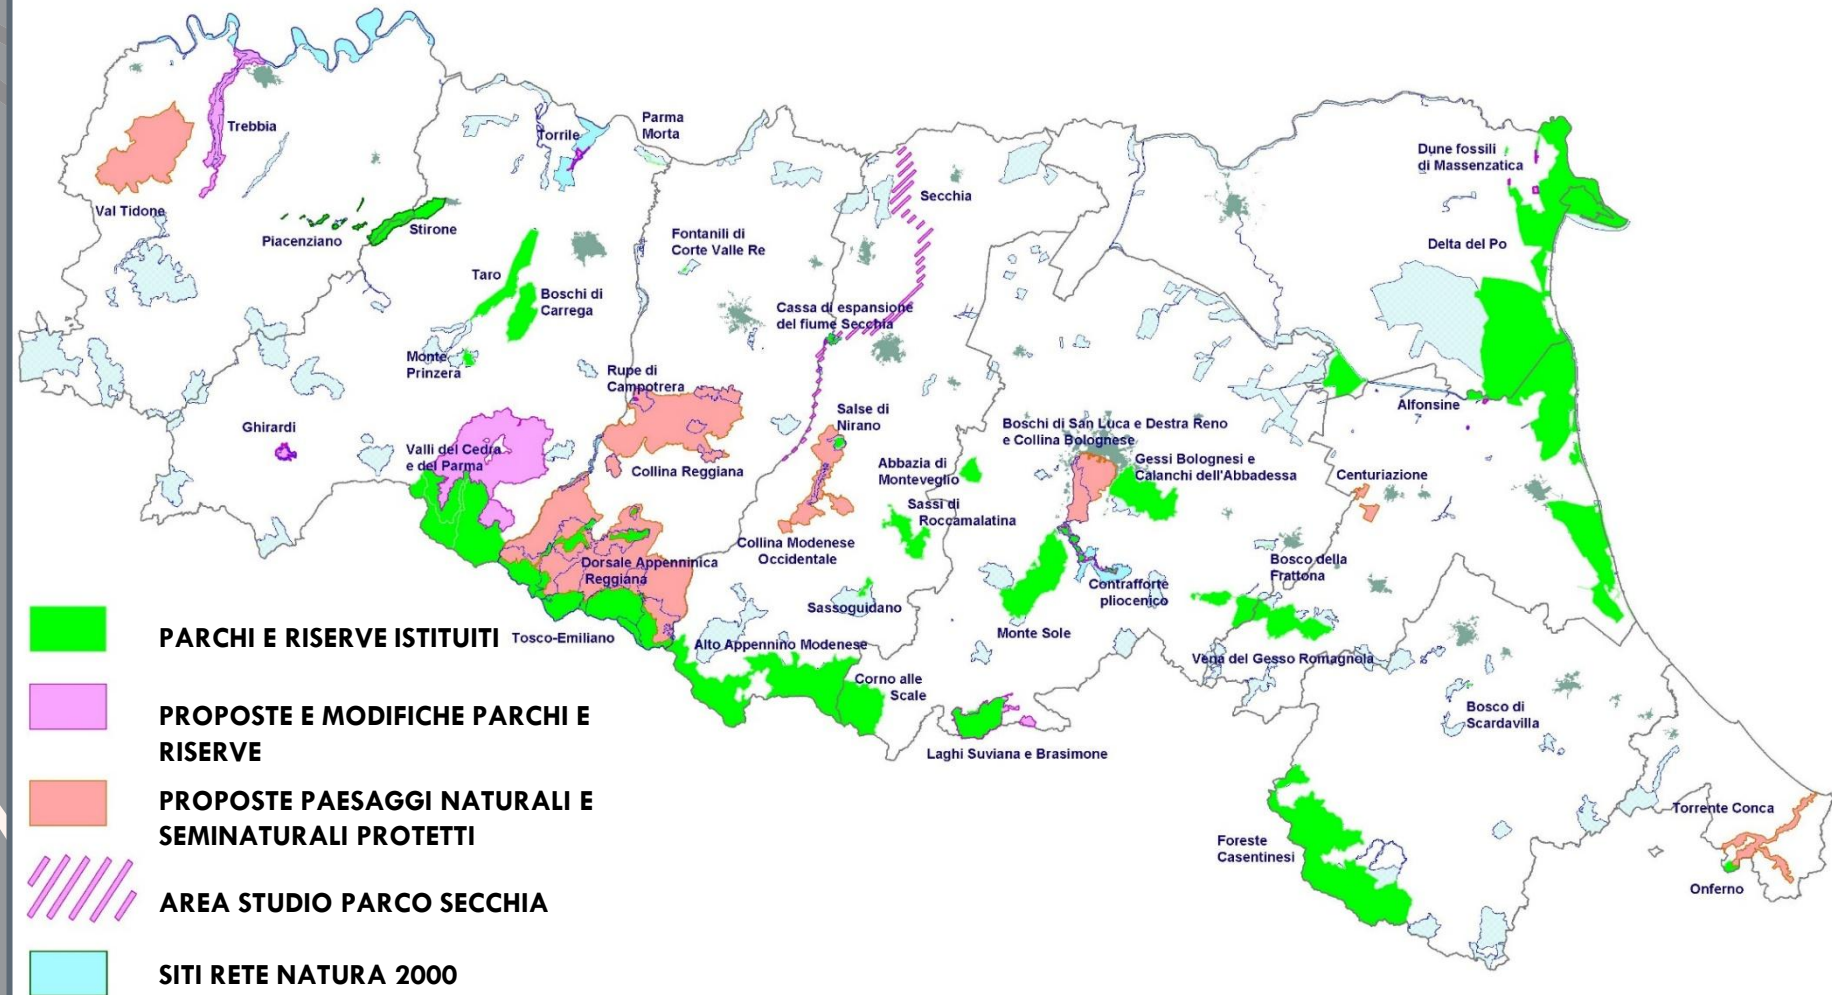 Trebbia
Val Tidone
Piacenziano
Stirone
Torrile
Parma
Morta
Taro
Boschi di
Carrega
Monte
Prinzera
Fontanili di
Corte Valle Re
Secchia
Cassa di espansione
del fiume Secchia
Dune fossili
di Massenzatica
Delta del Po
Ghirardi
Valli del Cedra
e del Parma
Rupe di
Campotrera
Collina Reggiana
Salse di
Nirano
Abbazia di
Monteveglio
Sassi di
Roccamalatina
Boschi di San Luca e Destra Reno
e Collina Bolognese
Gessi Bolognesi e
Calanchi dell'Abbadessa
Alfonsine
Centuriazione
Collina Modenese
Occidentale
Dorsale Appenninica
Reggiana
Sassoguidano
Tosco-Emiliano
Alto Appennino Modenese
Corno alle
Scale
Monte Sole
Contrafforte
pliocenico
Bosco della
Frattona
Vena del Gesso Romagnola
Laghi Suviana e Brasimone
Bosco di
Scardavilla
Foreste
Casentinesi
Torrente Conca
Onferno
PARCHI E RISERVE ISTITUITI
PROPOSTE E MODIFICHE PARCHI E
RISERVE
PROPOSTE PAESAGGI NATURALI E
SEMINATURALI PROTETTI
AREA STUDIO PARCO SECCHIA
SITI RETE NATURA 2000